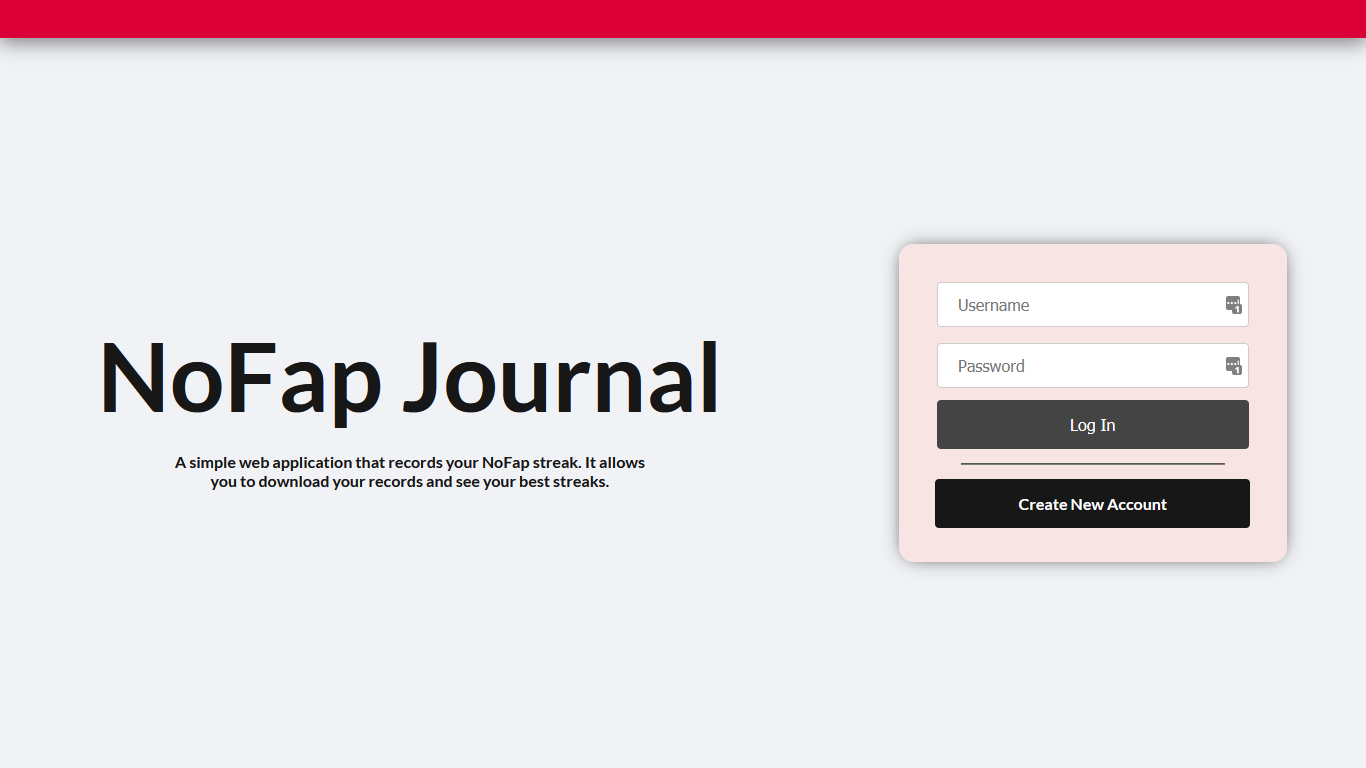 NoFap Journal
A simple web application that records your NoFap streak. It allows
you to download your records and see your best streaks.
Username
Password
Log In
Create New Account